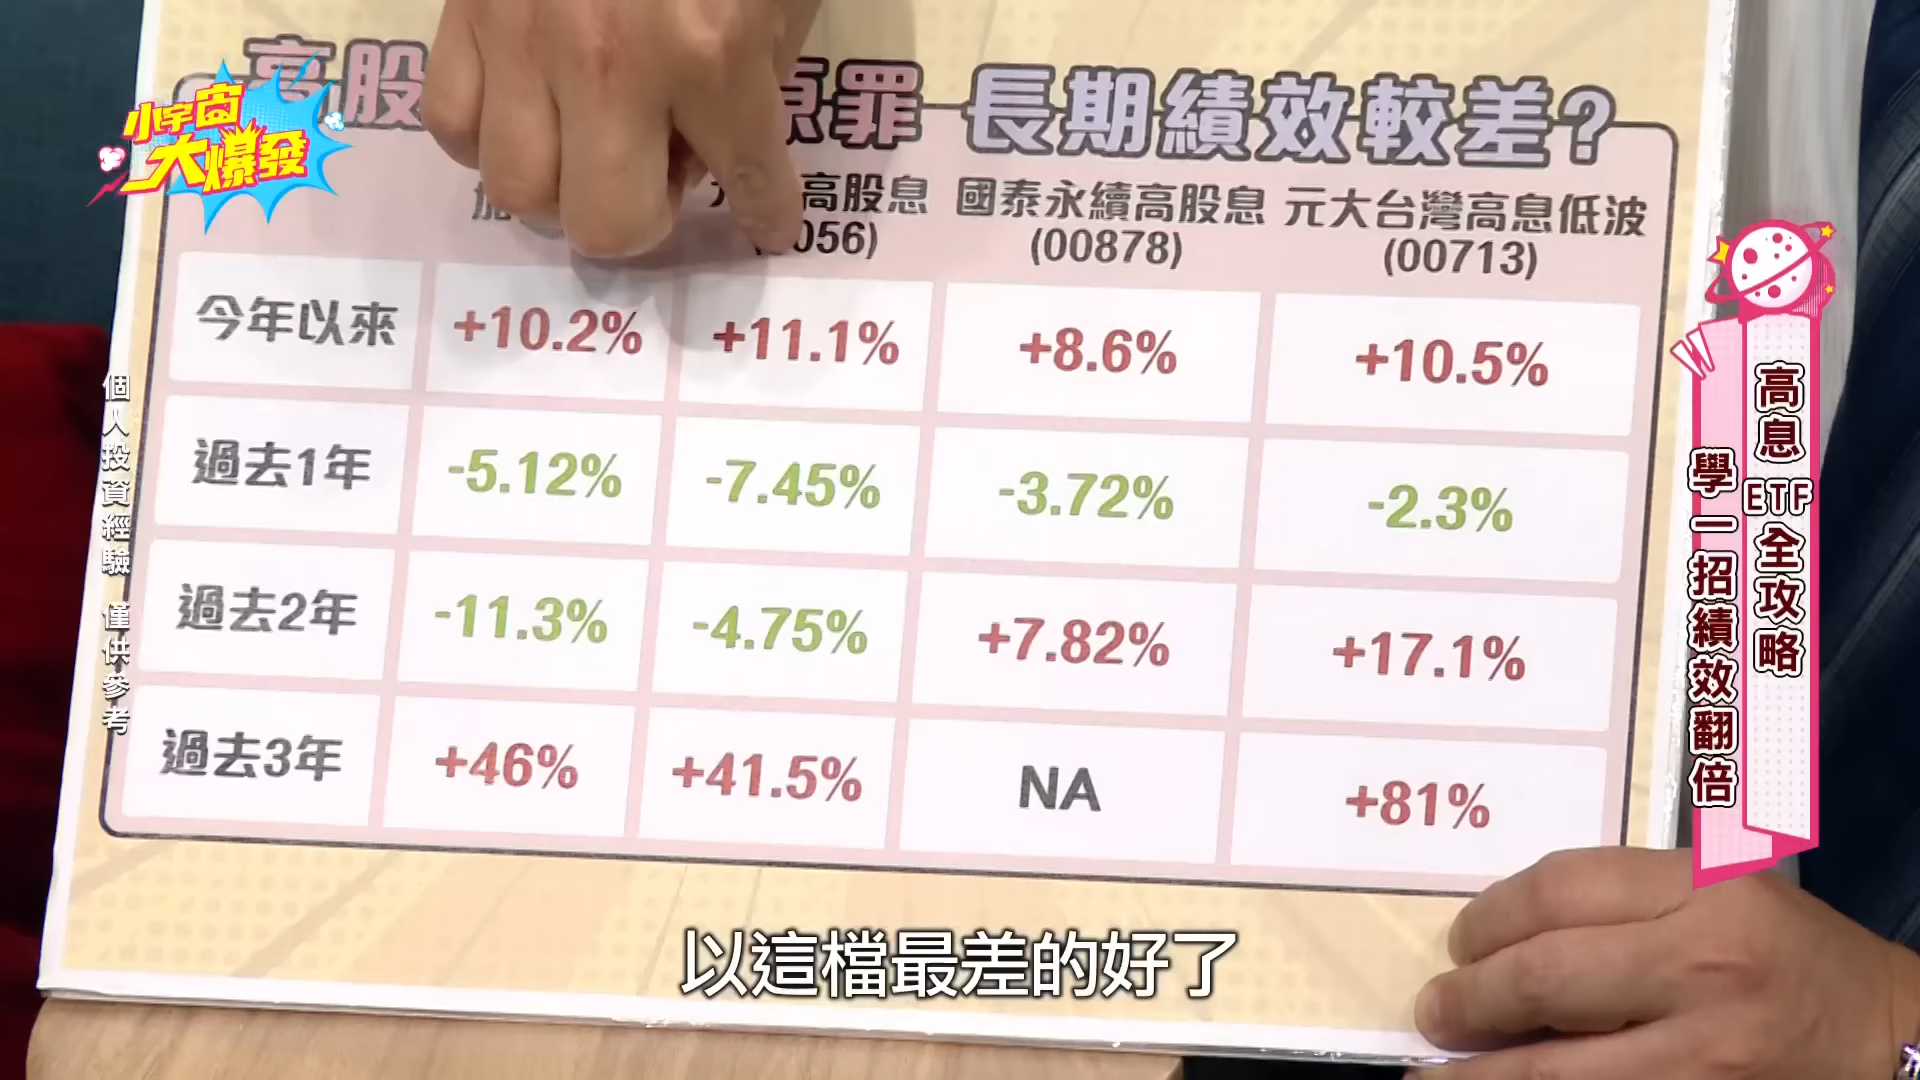 高股
原罪 長期績效較差?
小宇宙
大爆發
高股息
056)
國泰永續高股息
(00878)
元大台灣高息低波
(00713)
今年以來 +10.2% +11.1% +8.6% +10.5%
過去1年 -5.12% -7.45% -3.72% -2.3%
過去2年 -11.3% -4.75% +7.82% +17.1%
過去3年 +46% +41.5% NA +81%
個人投資經驗 僅供參考
高息ETF全攻略
學一招績效翻倍
以這檔最差的好了